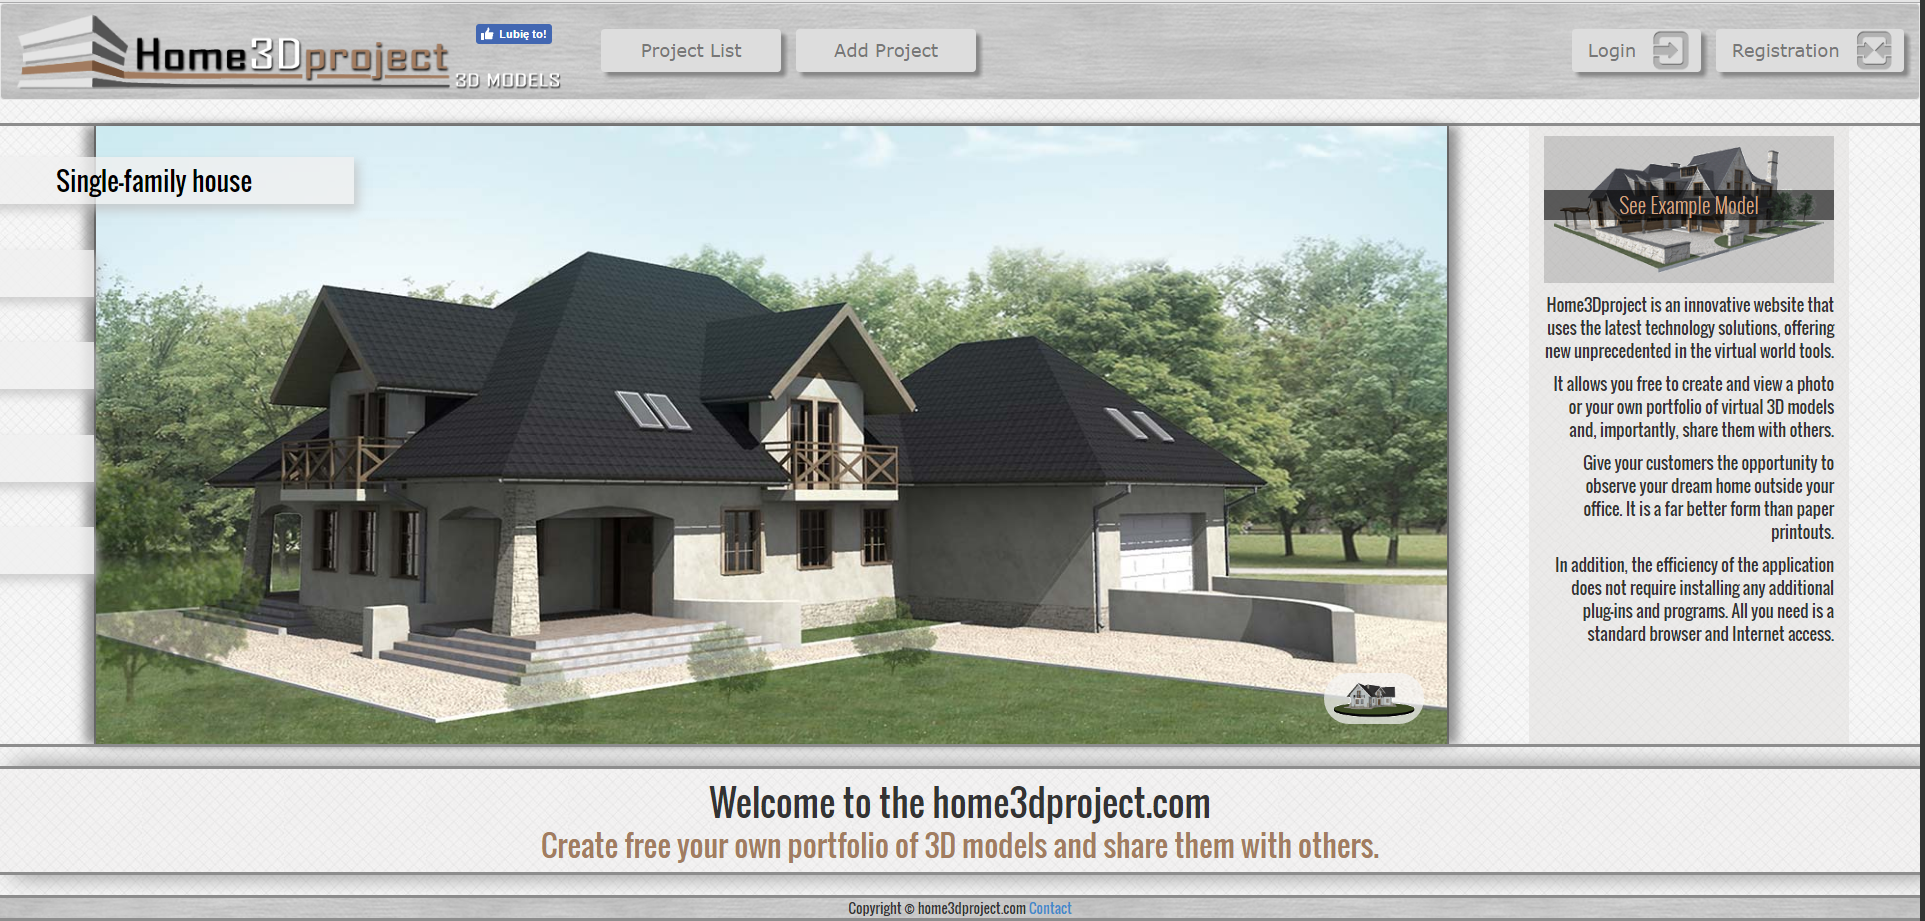 Home3Dproject
3D MODELS
Lubię to!
Project List
Add Project
Login
Registration
Single-family house
See Example Model
Home3Dproject is an innovative website that
uses the latest technology solutions, offering
new unprecedented in the virtual world tools.
It allows you free to create and view a photo
or your own portfolio of virtual 3D models
and, importantly, share them with others.
Give your customers the opportunity to
observe your dream home outside your
office. It is a far better form than paper
printouts.
In addition, the efficiency of the application
does not require installing any additional
plug-ins and programs. All you need is a
standard browser and Internet access.
Welcome to the home3dproject.com
Create free your own portfolio of 3D models and share them with others.
Copyright © home3dproject.com Contact